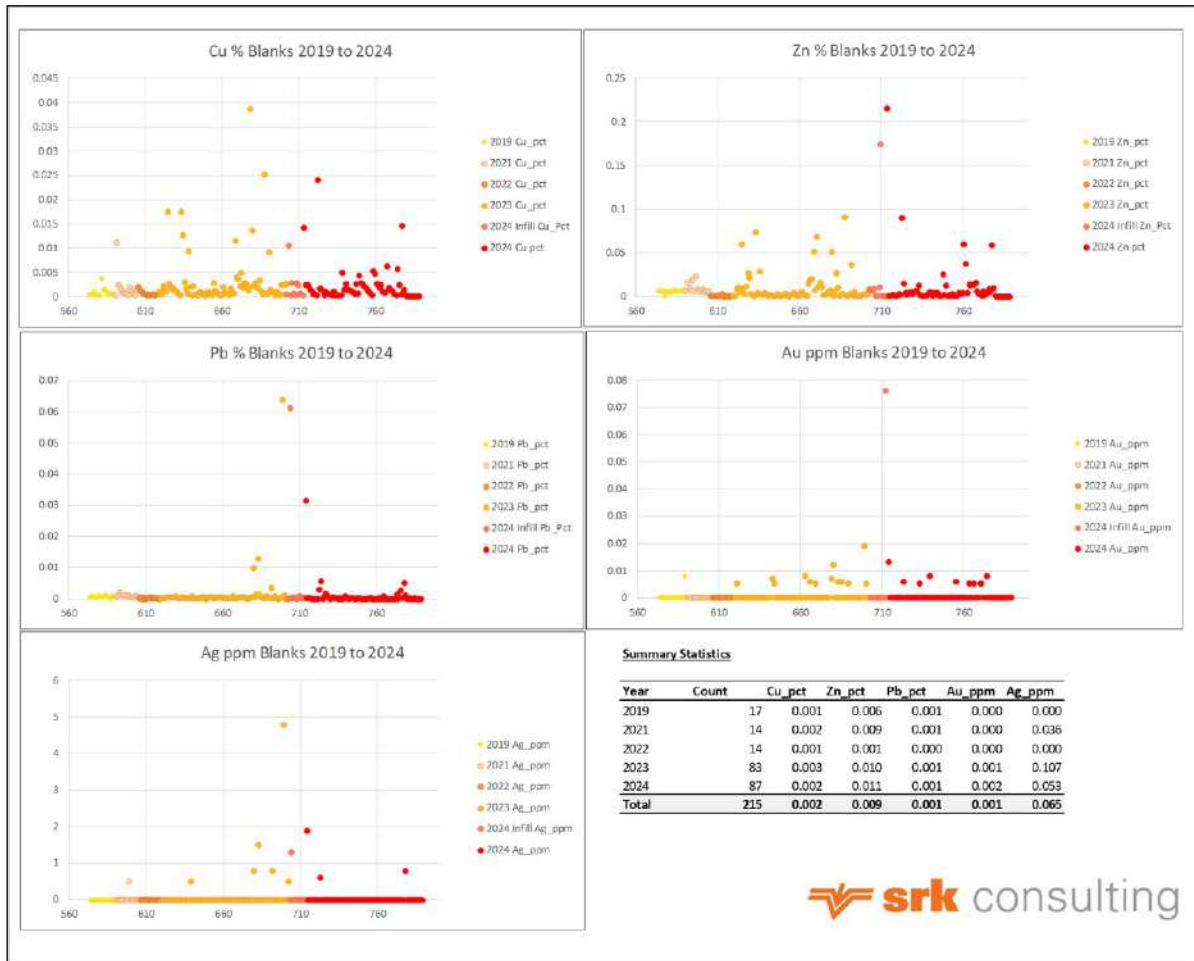 Cu % Blanks 2019 to 2024
0.045
0.04
0.035
0.03
0.025
0.02
0.015
0.01
0.005
0
560 610 660 710 760
2019 Cu_pct
2021 Cu_pct
2022 Cu_pct
2023 Cu_pct
2024 Infill Cu_Pct
2024 Cu pct
Zn % Blanks 2019 to 2024
0.25
0.2
0.15
0.1
0.05
0
560 610 660 710 760
2019 Zn_pct
2021 Zn_pct
2022 Zn_pct
2023 Zn_pct
2024 Infill Zn_Pct
2024 Zn pct
Pb % Blanks 2019 to 2024
0.07
0.06
0.05
0.04
0.03
0.02
0.01
0
560 610 660 710 760
2019 Pb_pct
2021 Pb_pct
2022 Pb_pct
2023 Pb_pct
2024 Infill Pb_Pct
2024 Pb_pct
Au ppm Blanks 2019 to 2024
0.08
0.07
0.06
0.05
0.04
0.03
0.02
0.01
0
560 610 660 710 760
2019 Au_ppm
2021 Au_ppm
2022 Au_ppm
2023 Au_ppm
2024 Infill Au_ppm
2024 Au_ppm
Ag ppm Blanks 2019 to 2024
6
5
4
3
2
1
0
560 610 660 710 760
2019 Ag_ppm
2021 Ag_ppm
2022 Ag_ppm
2023 Ag_ppm
2024 Infill Ag_ppm
2024 Ag_ppm
Summary Statistics
Year Count Cu_pct Zn_pct Pb_pct Au_ppm Ag_ppm
2019 17 0.001 0.006 0.001 0.000 0.000
2021 14 0.002 0.009 0.001 0.000 0.036
2022 14 0.001 0.001 0.000 0.000 0.000
2023 83 0.003 0.010 0.001 0.001 0.107
2024 87 0.002 0.011 0.001 0.002 0.053
Total 215 0.002 0.009 0.001 0.001 0.065
srk consulting